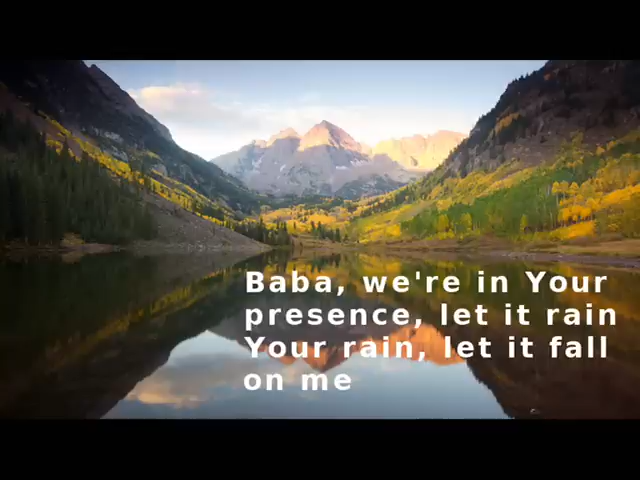 Baba, we're in Your
presence, let it rain
Your rain, let it fall
on me